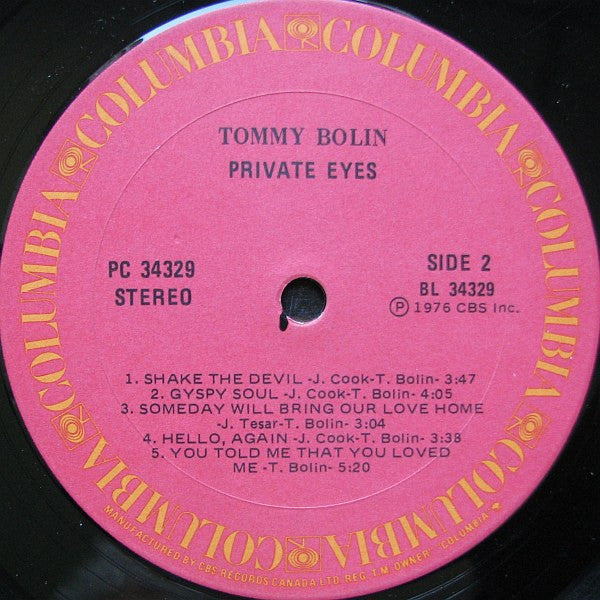 COLUMBIA COLUMBIA COLUMBIA COLUMBIA COLUMBIA COLUMBIA
TOMMY BOLIN
PRIVATE EYES
PC 34329
STEREO
SIDE 2
BL 34329
Ⓟ 1976 CBS Inc.
1. SHAKE THE DEVIL -J. Cook-T. Bolin- 3:47
2. GYSPY SOUL -J. Cook-T. Bolin- 4:05
3. SOMEDAY WILL BRING OUR LOVE HOME
-J. Tesar-T. Bolin- 3:04
4. HELLO, AGAIN -J. Cook-T. Bolin- 3:38
5. YOU TOLD ME THAT YOU LOVED
ME -T. Bolin- 5:20
MANUFACTURED BY CBS RECORDS CANADA LTD. REG. T.M. OWNER -COLUMBIA-